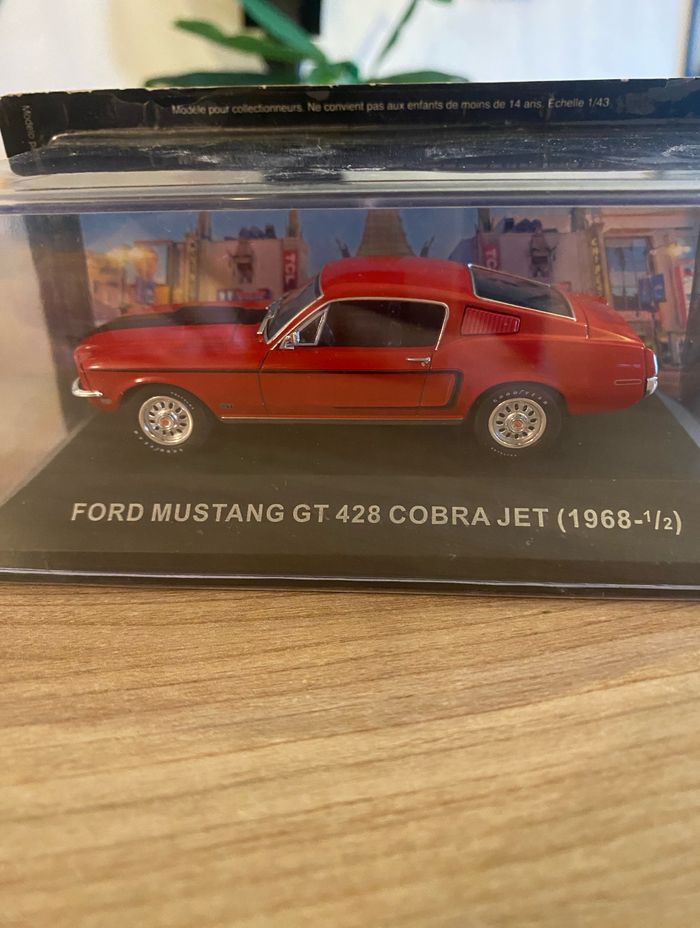 Modèle pour collectionneurs. Ne convient pas aux enfants de moins de 14 ans. Echelle 1/43
TCL
FORD MUSTANG GT 428 COBRA JET (1968-1/2)